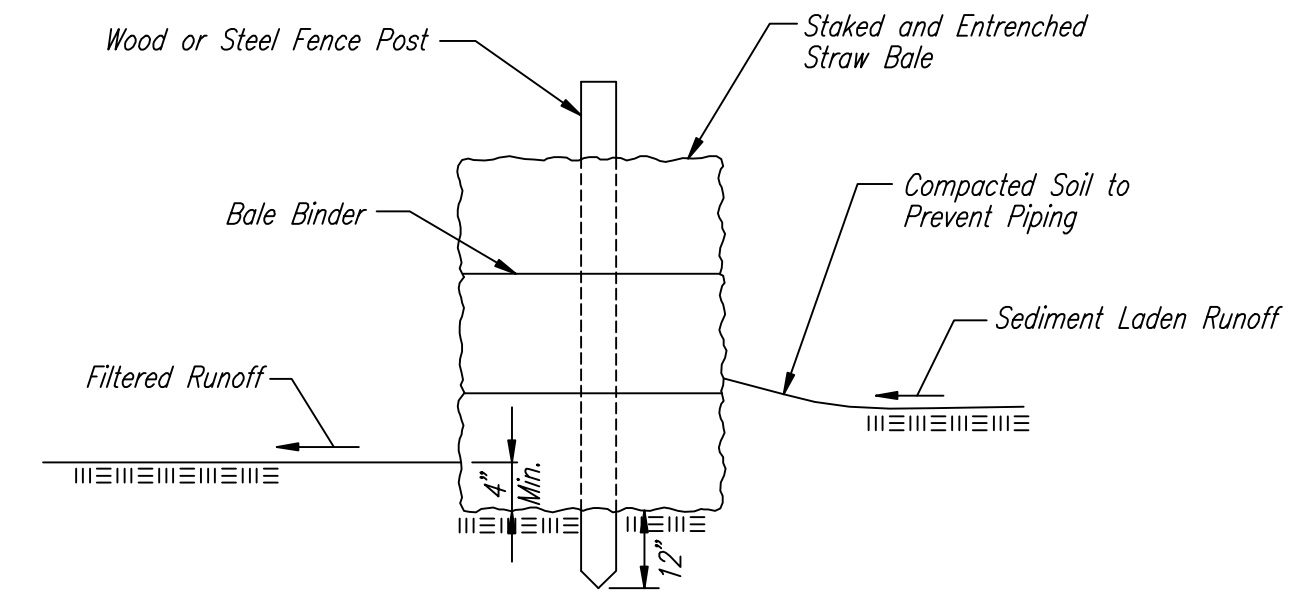 Wood or Steel Fence Post
Staked and Entrenched
Straw Bale
Bale Binder
Compacted Soil to
Prevent Piping
Sediment Laden Runoff
Filtered Runoff
4"
Min.
12"